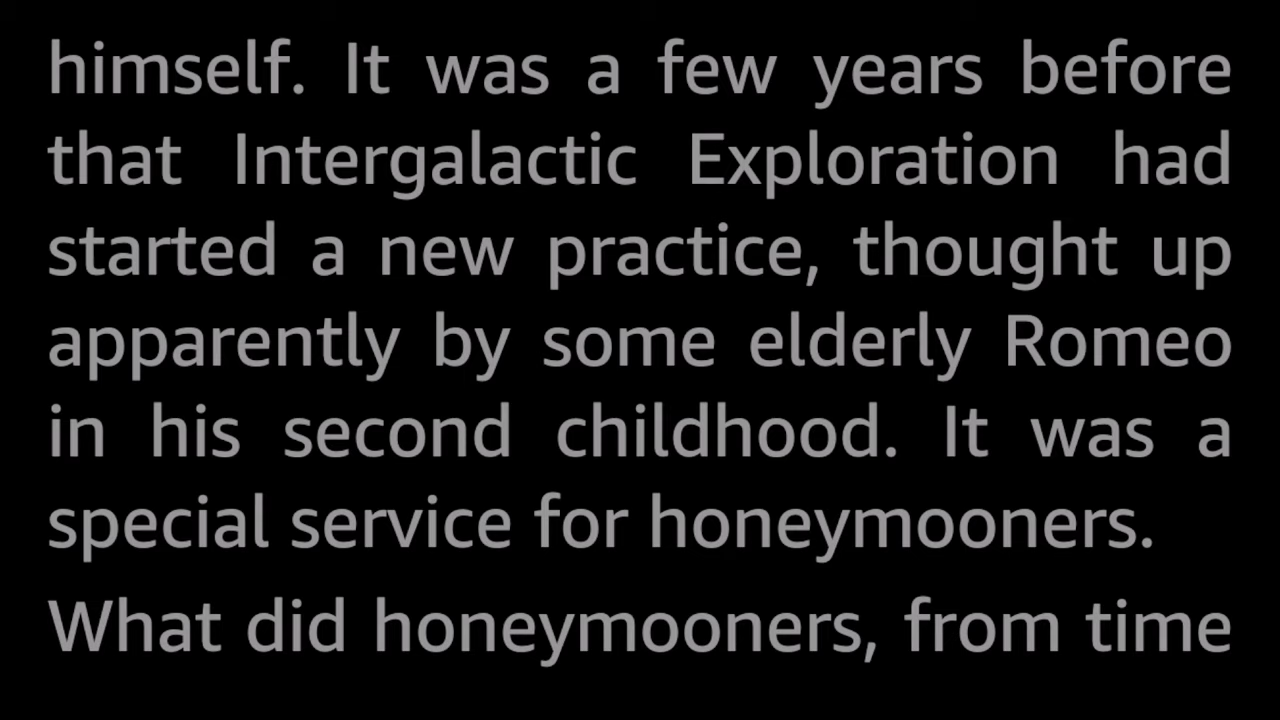 himself. It was a few years before
that Intergalactic Exploration had
started a new practice, thought up
apparently by some elderly Romeo
in his second childhood. It was a
special service for honeymooners.
What did honeymooners, from time